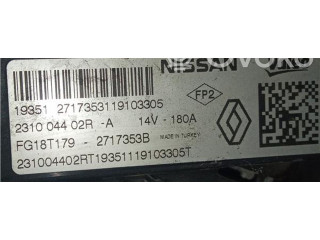 NISSAN
FP2
19351 2717353119103305
2310 044 02R -A 14V - 180A
FG18T179 - 2717353B MADE IN TURKEY
231004402RT19351119103305T